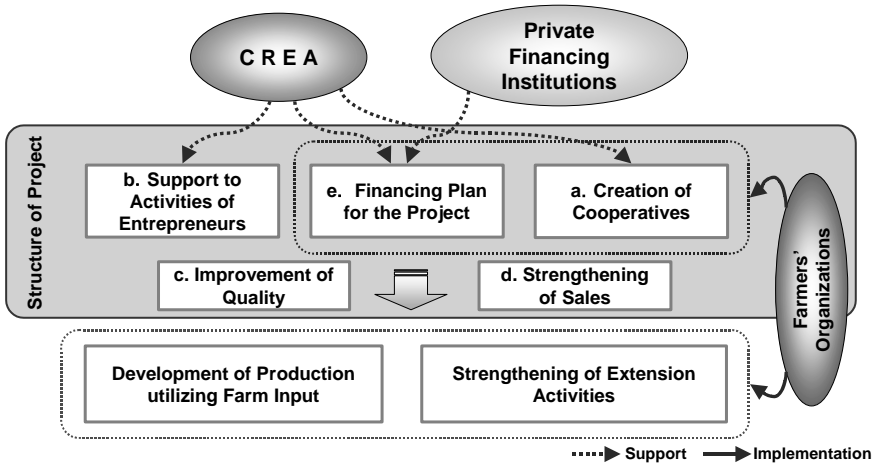 C R E A
Private
Financing
Institutions
Structure of Project
b. Support to
Activities of
Entrepreneurs
e. Financing Plan
for the Project
a. Creation of
Cooperatives
c. Improvement of
Quality
d. Strengthening
of Sales
Farmers'
Organizations
Development of Production
utilizing Farm Input
Strengthening of Extension
Activities
Support
Implementation